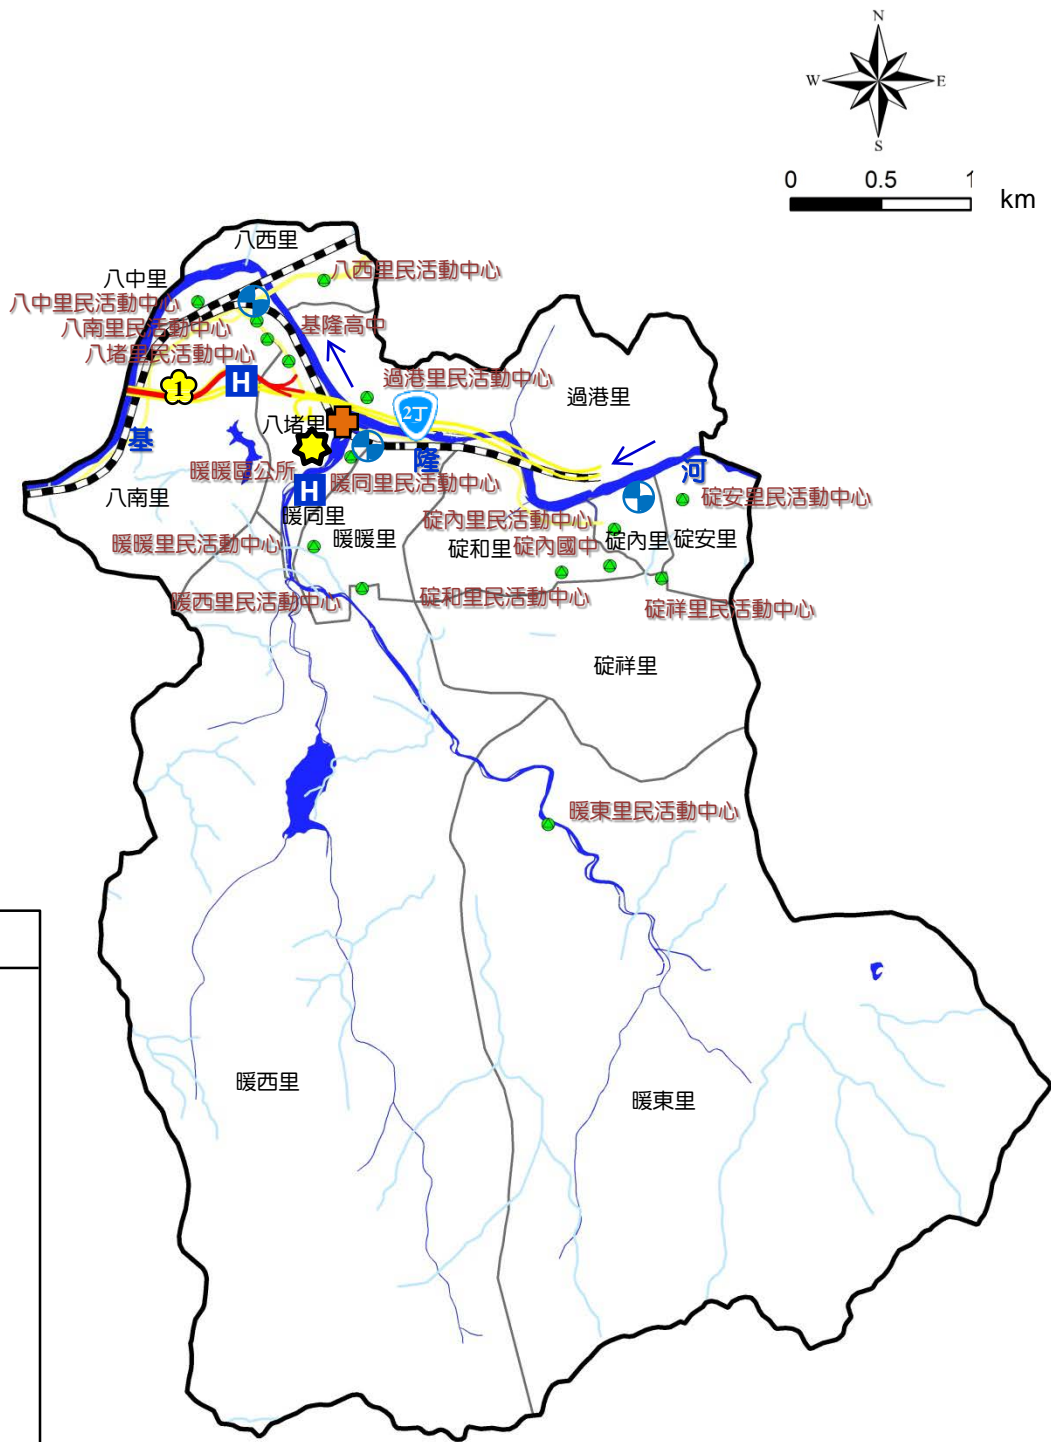 N
W
E
S
0
0.5
1
km
八西里
八中里
八西里民活動中心
八中里民活動中心
八南里民活動中心
基隆高中
八堵里民活動中心
過港里民活動中心
1
H
過港里
2丁
八堵里
基
隆
河
暖暖區公所
H
暖同里民活動中心
八南里
碇安里民活動中心
暖同里
碇內里民活動中心
暖暖里
暖暖里民活動中心
碇和里
碇內國中
碇內里
碇安里
暖西里民活動中心
碇和里民活動中心
碇祥里民活動中心
碇祥里
暖東里民活動中心
暖西里
暖東里